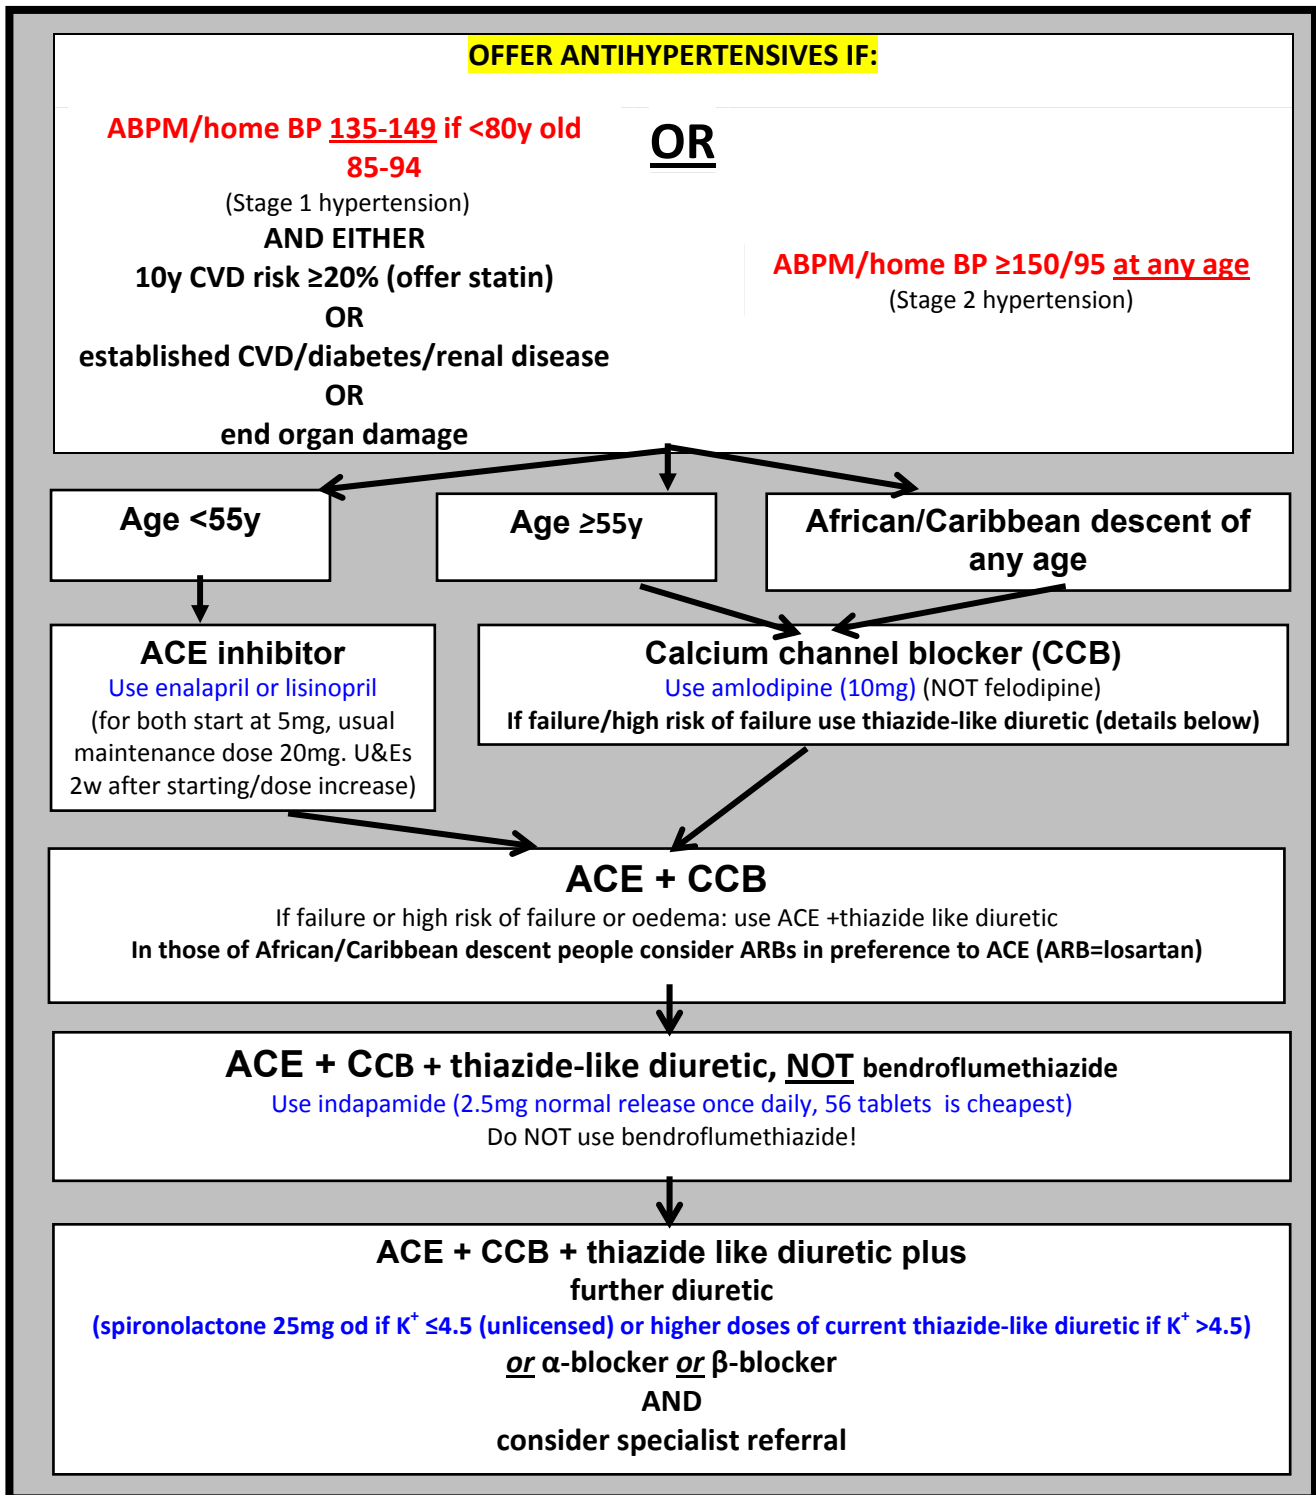 OFFER ANTIHYPERTENSIVES IF:
ABPM/home BP 135-149 if <80y old
85-94
(Stage 1 hypertension)
AND EITHER
10y CVD risk ≥20% (offer statin)
OR
established CVD/diabetes/renal disease
OR
end organ damage
OR
ABPM/home BP ≥150/95 at any age
(Stage 2 hypertension)
Age <55y
Age ≥55y
African/Caribbean descent of
any age
ACE inhibitor
Use enalapril or lisinopril
(for both start at 5mg, usual
maintenance dose 20mg. U&Es
2w after starting/dose increase)
Calcium channel blocker (CCB)
Use amlodipine (10mg) (NOT felodipine)
If failure/high risk of failure use thiazide-like diuretic (details below)
ACE + CCB
If failure or high risk of failure or oedema: use ACE +thiazide like diuretic
In those of African/Caribbean descent people consider ARBs in preference to ACE (ARB=losartan)
ACE + CCB + thiazide-like diuretic, NOT bendroflumethiazide
Use indapamide (2.5mg normal release once daily, 56 tablets is cheapest)
Do NOT use bendroflumethiazide!
ACE + CCB + thiazide like diuretic plus
further diuretic
(spironolactone 25mg od if K⁺ ≤4.5 (unlicensed) or higher doses of current thiazide-like diuretic if K⁺ >4.5)
or α-blocker or β-blocker
AND
consider specialist referral